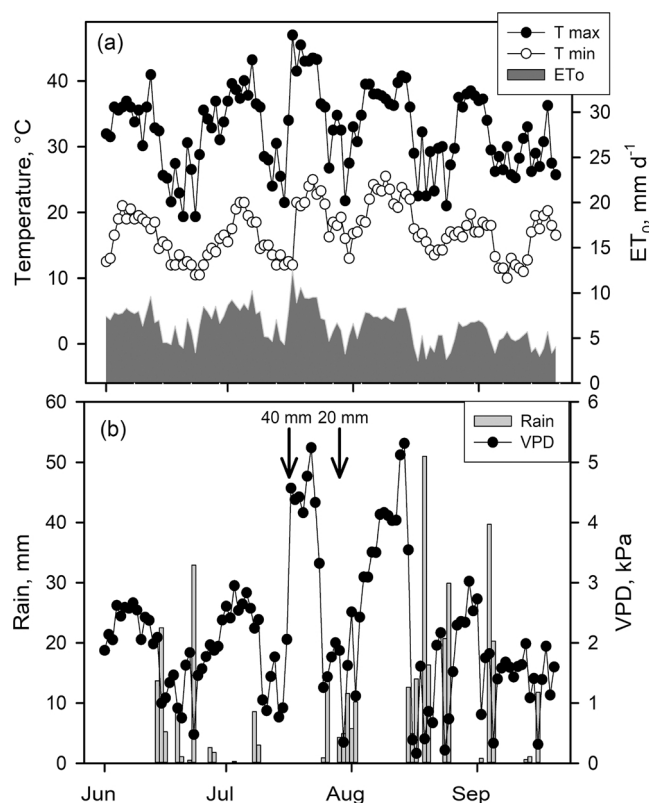 (a)
T max
T min
ETo
40
30
20
10
0
Temperature, °C
30
25
20
15
10
5
0
ET₀, mm d⁻¹
(b)
40 mm 20 mm
Rain
VPD
60
50
40
30
20
10
0
Rain, mm
6
5
4
3
2
1
0
VPD, kPa
Jun Jul Aug Sep